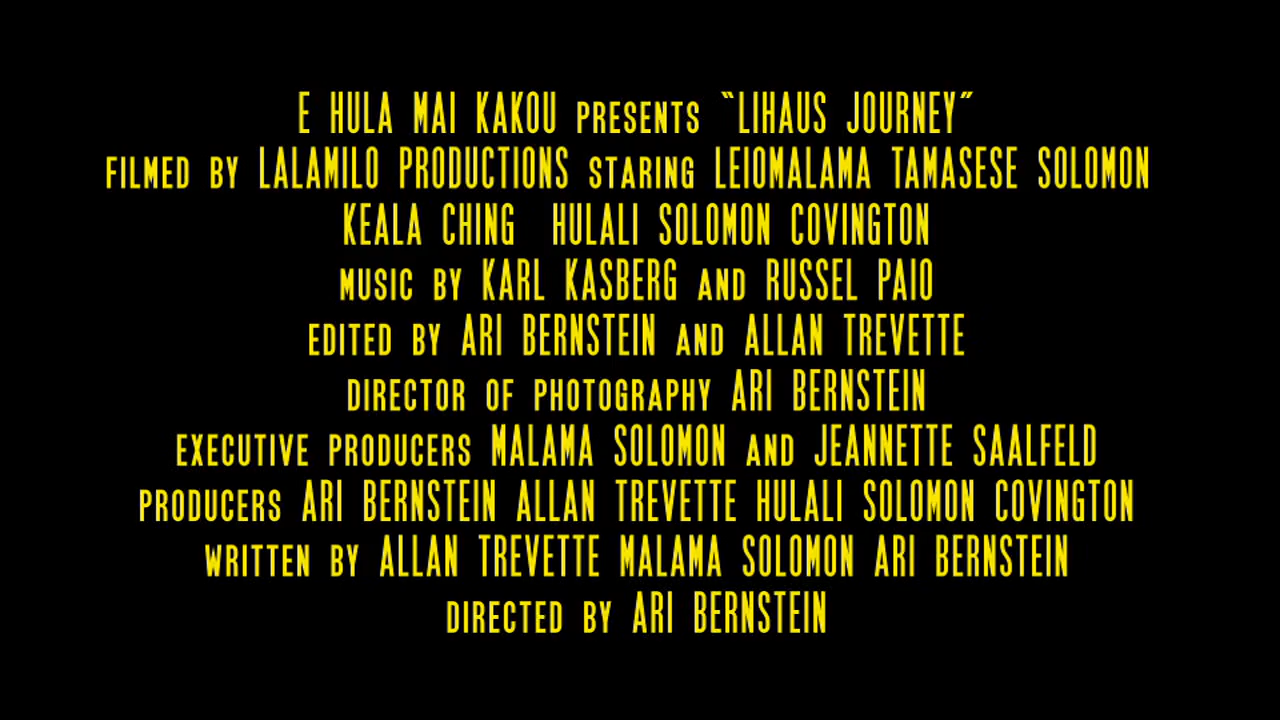 E HULA MAI KAKOU PRESENTS "LIHAUS JOURNEY"
FILMED BY LALAMILO PRODUCTIONS STARING LEIOMALAMA TAMASESE SOLOMON
KEALA CHING HULALI SOLOMON COVINGTON
MUSIC BY KARL KASBERG AND RUSSEL PAIO
EDITED BY ARI BERNSTEIN AND ALLAN TREVETTE
DIRECTOR OF PHOTOGRAPHY ARI BERNSTEIN
EXECUTIVE PRODUCERS MALAMA SOLOMON AND JEANNETTE SAALFELD
PRODUCERS ARI BERNSTEIN ALLAN TREVETTE HULALI SOLOMON COVINGTON
WRITTEN BY ALLAN TREVETTE MALAMA SOLOMON ARI BERNSTEIN
DIRECTED BY ARI BERNSTEIN